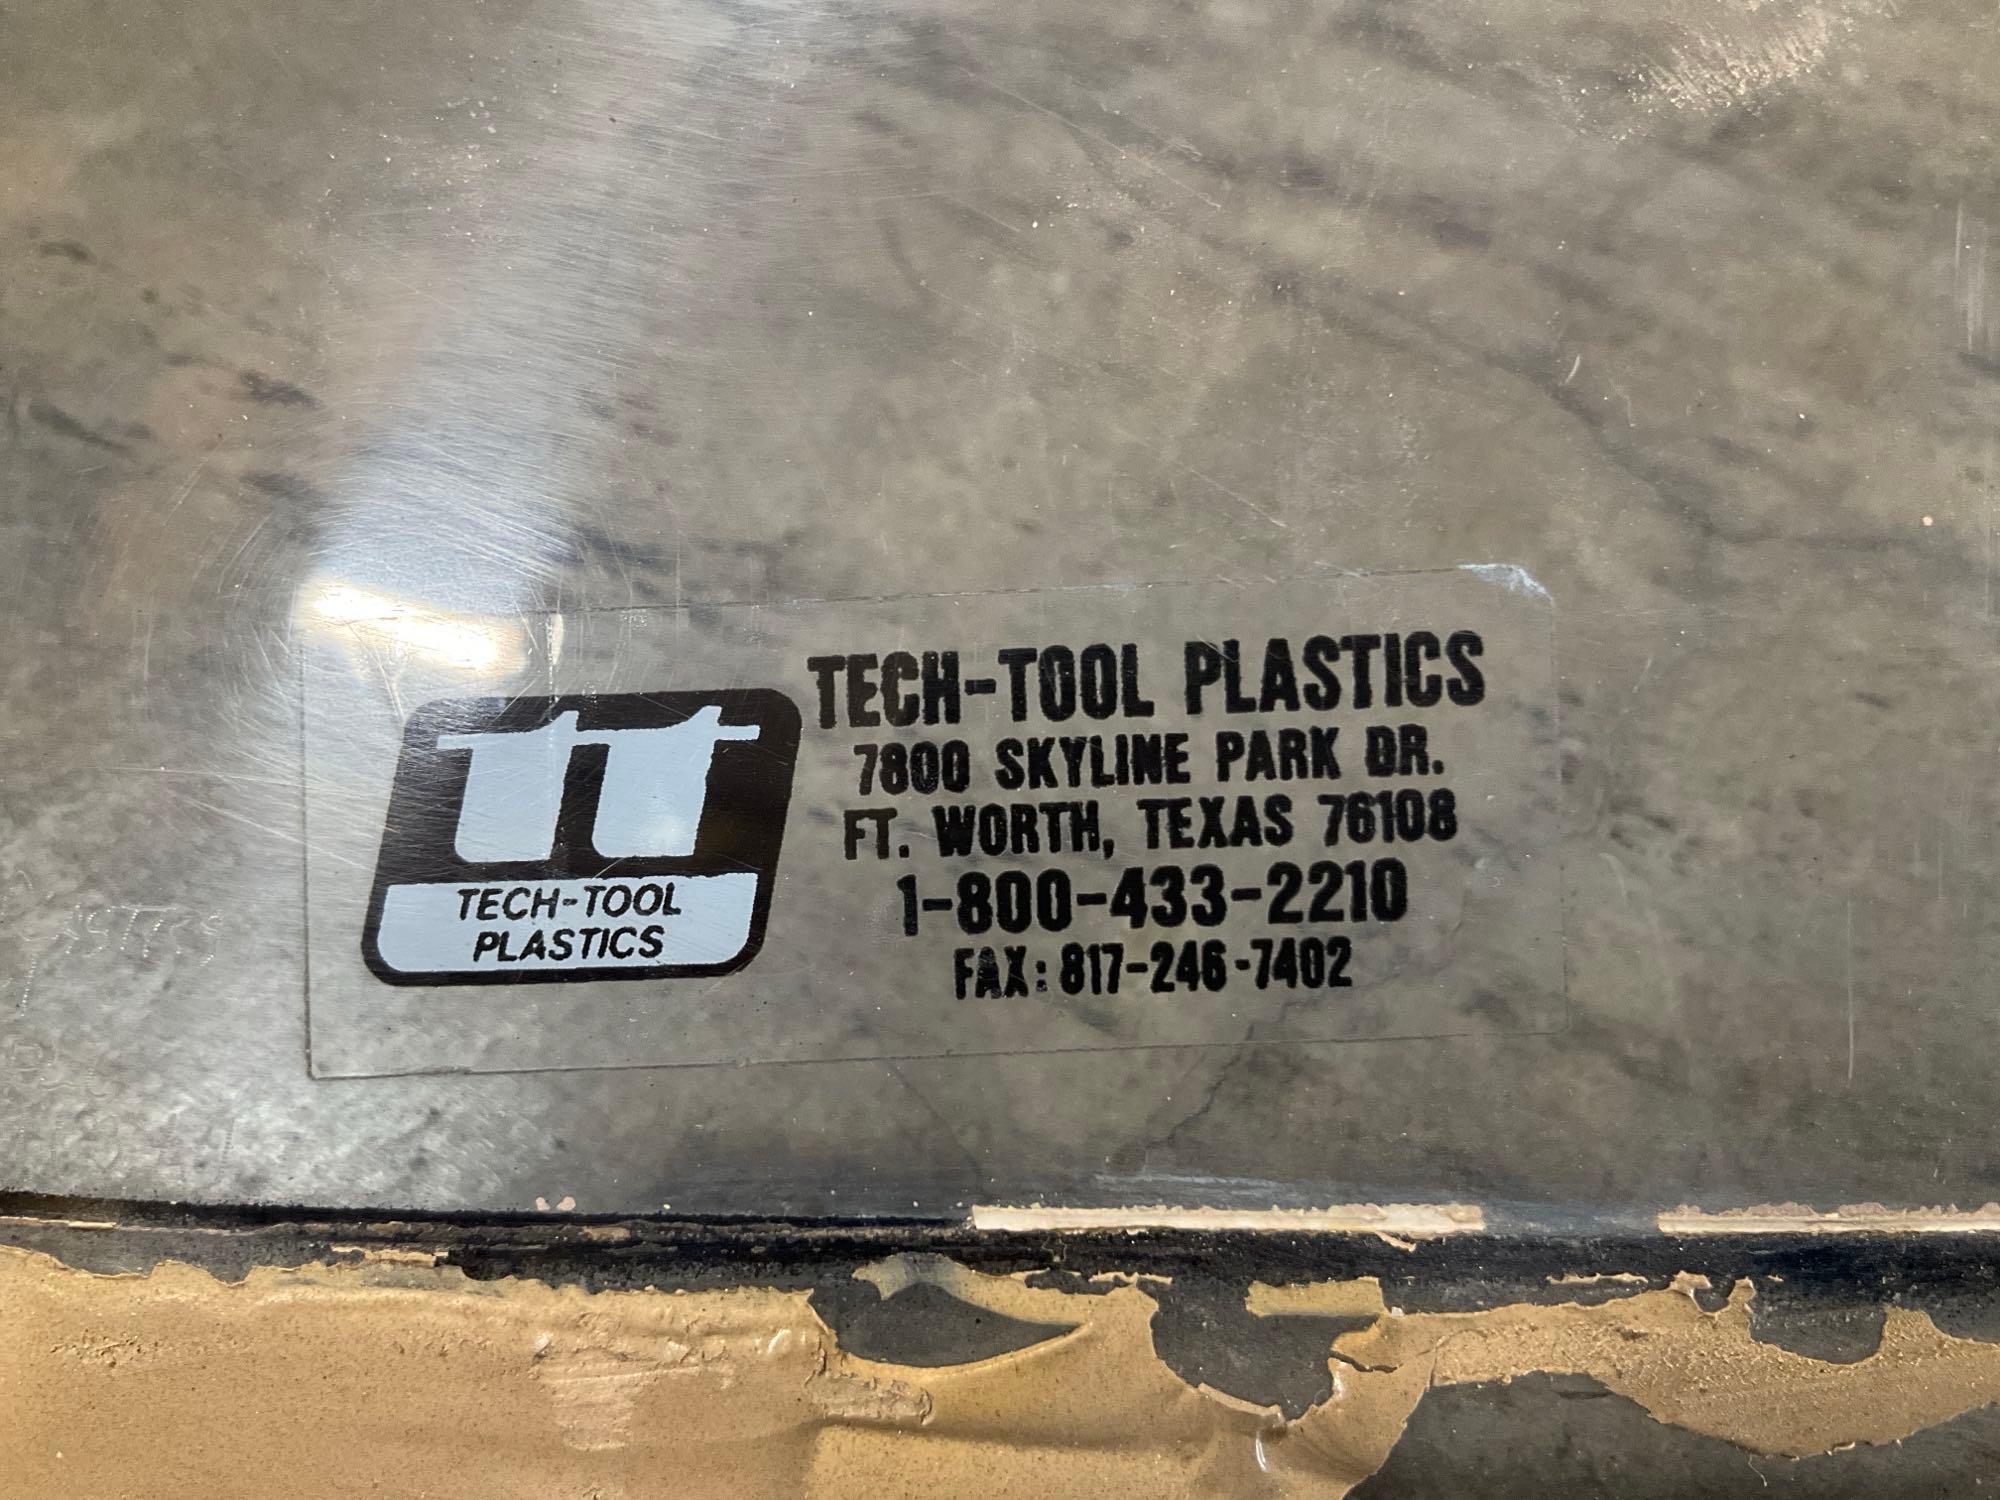 tt
TECH-TOOL
PLASTICS
TECH-TOOL PLASTICS
7800 SKYLINE PARK DR.
FT. WORTH, TEXAS 76108
1-800-433-2210
FAX: 817-246-7402